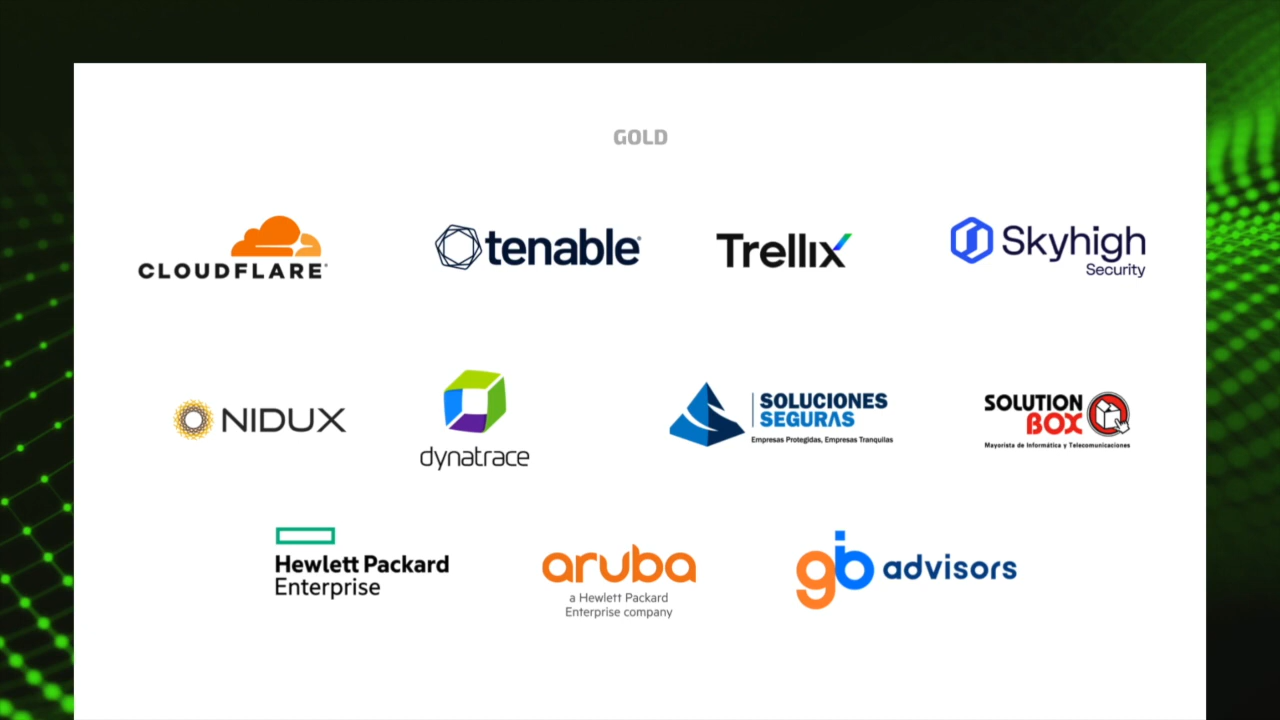 GOLD
CLOUDFLARE®
tenable®
Trellix
Skyhigh
Security
NIDUX
dynatrace
SOLUCIONES
SEGURAS
Empresas Protegidas, Empresas Tranquilas
SOLUTION
BOX
Mayorista de Informática y Telecomunicaciones
Hewlett Packard
Enterprise
aruba
a Hewlett Packard
Enterprise company
gb advisors